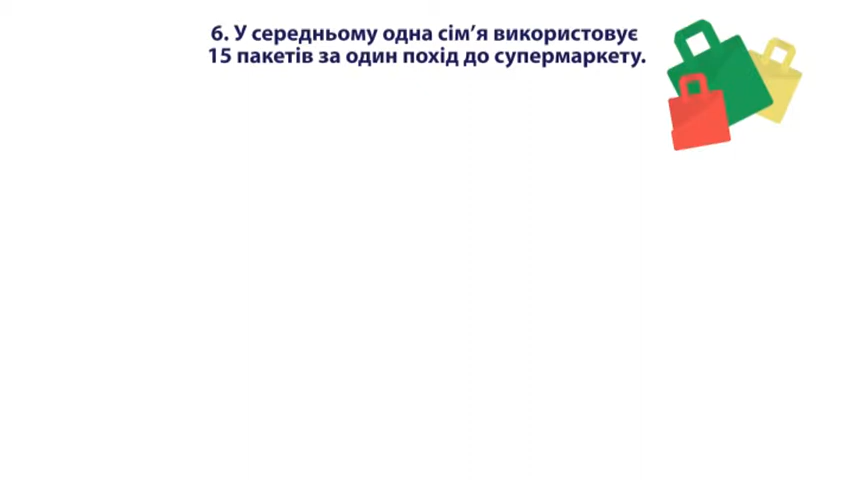 6. У середньому одна сім’я використовує
15 пакетів за один похід до супермаркету.